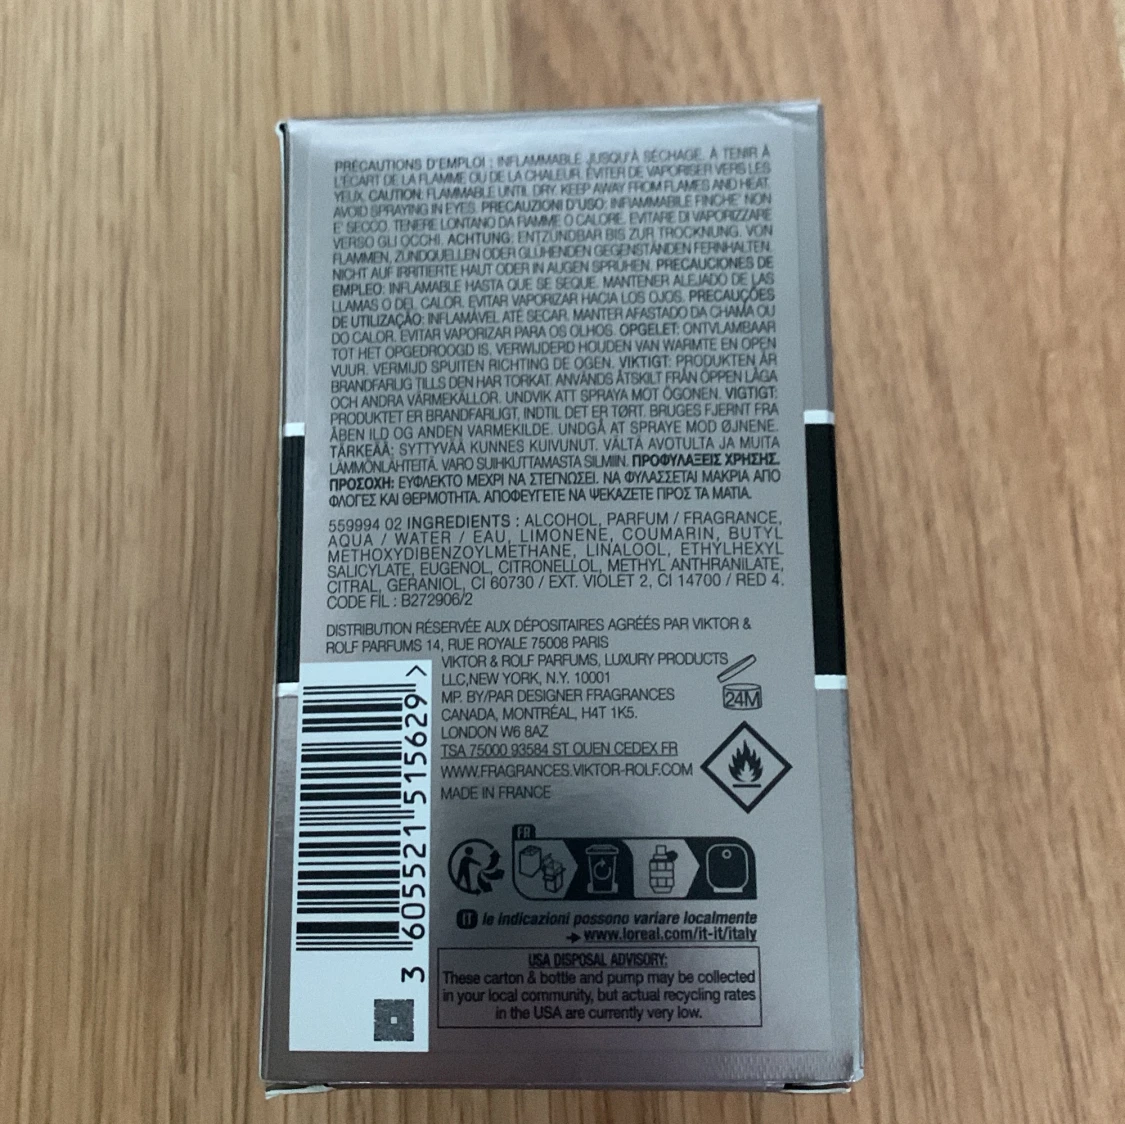 PRÉCAUTIONS D'EMPLOI : INFLAMMABLE JUSQU'À SÉCHAGE. À TENIR À
L'ÉCART DE LA FLAMME OU DE LA CHALEUR. ÉVITER DE VAPORISER VERS LES
YEUX. CAUTION: FLAMMABLE UNTIL DRY. KEEP AWAY FROM FLAMES AND HEAT.
AVOID SPRAYING IN EYES. PRECAUZIONI D'USO: INFIAMMABILE FINCHE' NON
E' SECCO. TENERE LONTANO DA FIAMME O CALORE. EVITARE DI VAPORIZZARE
VERSO GLI OCCHI. ACHTUNG: ENTZÜNDBAR BIS ZUR TROCKNUNG. VON
FLAMMEN, ZÜNDQUELLEN ODER GLÜHENDEN GEGENSTÄNDEN FERNHALTEN.
NICHT AUF IRRITIERTE HAUT ODER IN AUGEN SPRÜHEN. PRECAUCIONES DE
EMPLEO: INFLAMABLE HASTA QUE SE SEQUE. MANTENER ALEJADO DE LAS
LLAMAS O DEL CALOR. EVITAR VAPORIZAR HACIA LOS OJOS. PRECAUÇÕES
DE UTILIZAÇÃO: INFLAMÁVEL ATÉ SECAR. MANTER AFASTADO DA CHAMA OU
DO CALOR. EVITAR VAPORIZAR PARA OS OLHOS. OPGELET: ONTVLAMBAAR
TOT HET OPGEDROOGD IS, VERWIJDERD HOUDEN VAN WARMTE EN OPEN
VUUR. VERMIJD SPUITEN RICHTING DE OGEN. VIKTIGT: PRODUKTEN ÄR
BRANDFARLIG TILLS DEN HAR TORKAT. ANVÄNDS ÅTSKILT FRÅN ÖPPEN LÅGA
OCH ANDRA VÄRMEKÄLLOR. UNDVIK ATT SPRAYA MOT ÖGONEN. VIGTIGT:
PRODUKTET ER BRANDFARLIGT, INDTIL DET ER TØRT. BRUGES FJERNT FRA
ÅBEN ILD OG ANDEN VARMEKILDE. UNDGÅ AT SPRAYE MOD ØJNENE.
TÄRKEÄÄ: SYTTYVÄÄ KUNNES KUIVUNUT. VÄLTÄ AVOTULTA JA MUITA
LÄMMÖNLÄHTEITÄ. VARO SUIHKUTTAMASTA SILMIIN. ΠΡΟΦΥΛΑΞΕΙΣ ΧΡΗΣΗΣ.
ΠΡΟΣΟΧΗ: ΕΥΦΛΕΚΤΟ ΜΕΧΡΙ ΝΑ ΣΤΕΓΝΩΣΕΙ. ΝΑ ΦΥΛΑΣΣΕΤΑΙ ΜΑΚΡΙΑ ΑΠΟ
ΦΛΟΓΕΣ ΚΑΙ ΘΕΡΜΟΤΗΤΑ. ΑΠΟΦΕΥΓΕΤΕ ΝΑ ΨΕΚΑΖΕΤΕ ΠΡΟΣ ΤΑ ΜΑΤΙΑ.
559994 02 INGREDIENTS : ALCOHOL, PARFUM / FRAGRANCE,
AQUA / WATER / EAU, LIMONENE, COUMARIN, BUTYL
METHOXYDIBENZOYLMETHANE, LINALOOL, ETHYLHEXYL
SALICYLATE, EUGENOL, CITRONELLOL, METHYL ANTHRANILATE,
CITRAL, GERANIOL, CI 60730 / EXT. VIOLET 2, CI 14700 / RED 4.
CODE FIL : B272906/2
DISTRIBUTION RÉSERVÉE AUX DÉPOSITAIRES AGRÉÉS PAR VIKTOR &
ROLF PARFUMS 14, RUE ROYALE 75008 PARIS
VIKTOR & ROLF PARFUMS, LUXURY PRODUCTS
LLC,NEW YORK, N.Y. 10001
MP. BY/PAR DESIGNER FRAGRANCES
CANADA, MONTRÉAL, H4T 1K5.
LONDON W6 8AZ
TSA 75000 93584 ST OUEN CEDEX FR
WWW.FRAGRANCES.VIKTOR-ROLF.COM
MADE IN FRANCE
24M
3 605521 515629 >
FR
IT le indicazioni possono variare localmente
www.loreal.com/it-it/italy
USA DISPOSAL ADVISORY:
These carton & bottle and pump may be collected
in your local community, but actual recycling rates
in the USA are currently very low.